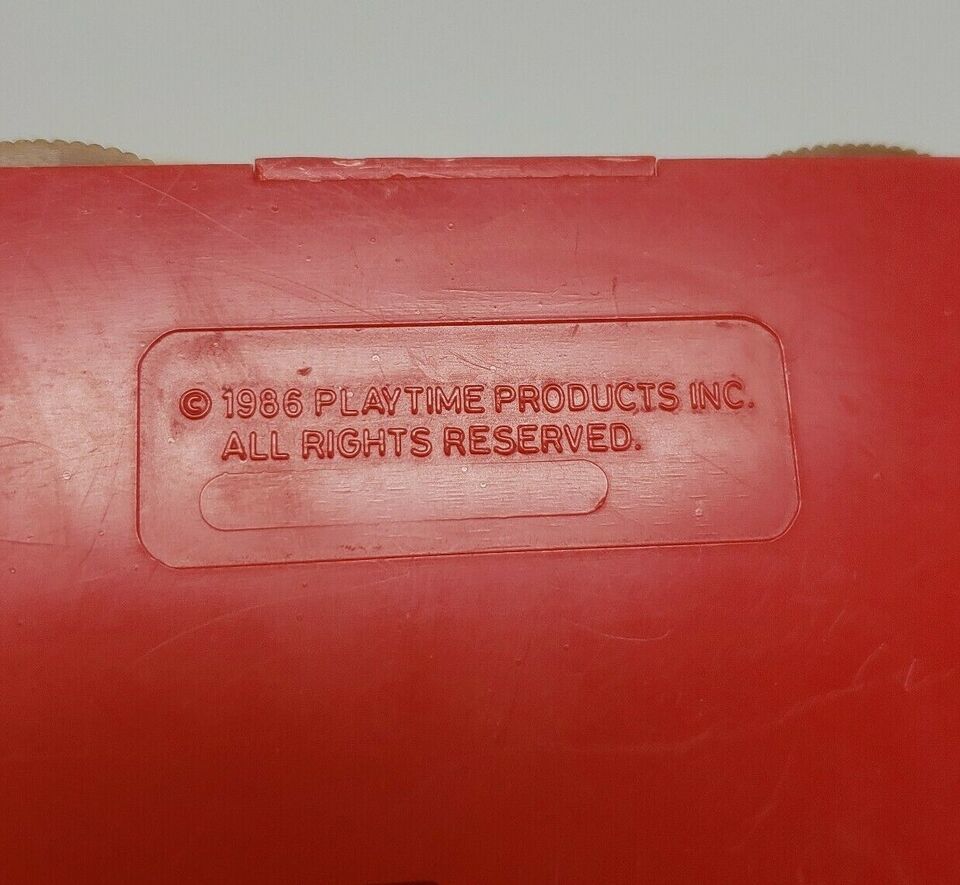 © 1986 PLAYTIME PRODUCTS INC.
ALL RIGHTS RESERVED.